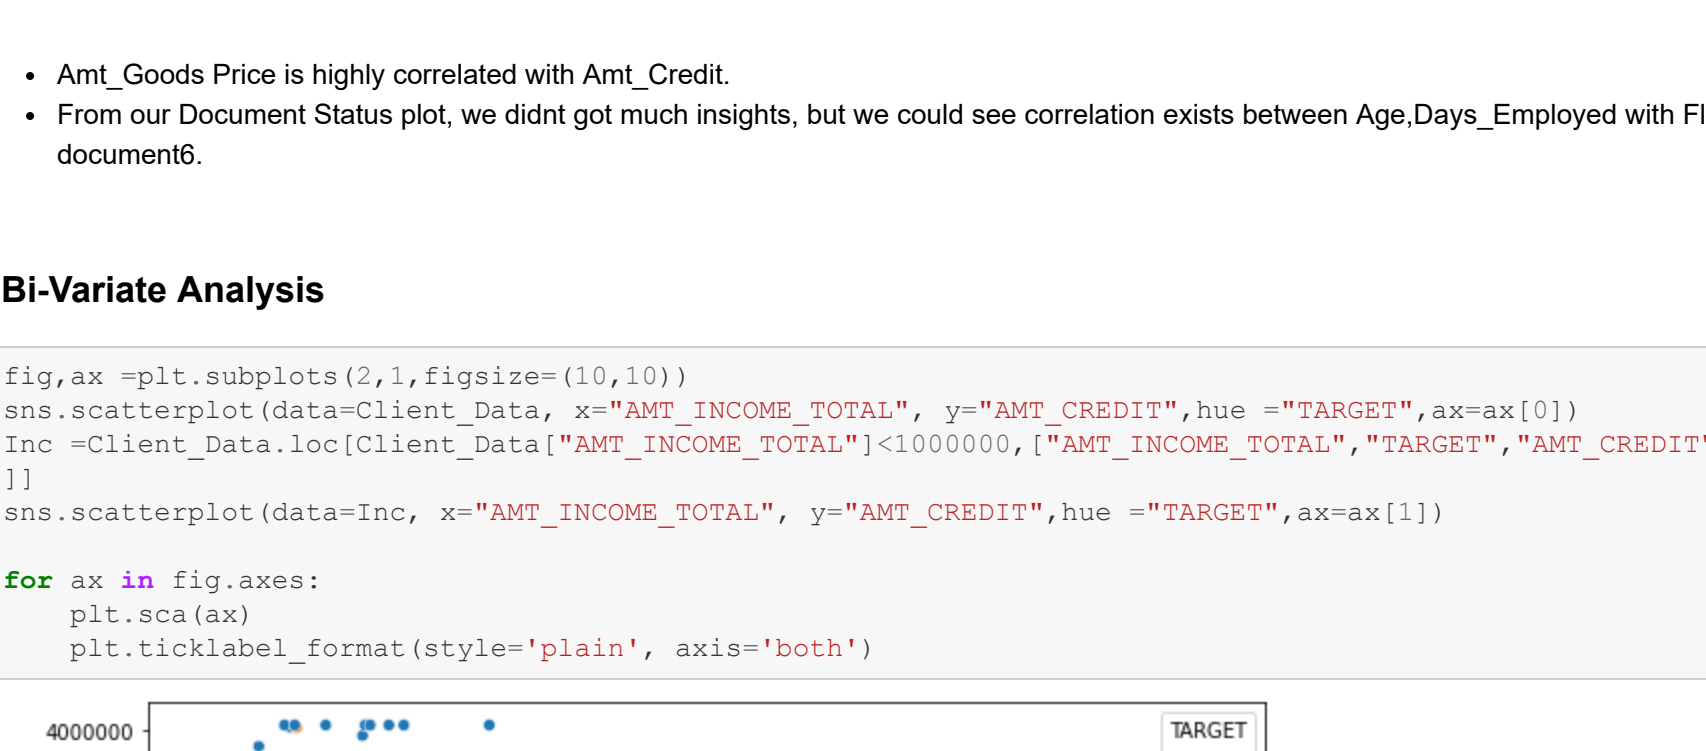 Amt_Goods Price is highly correlated with Amt_Credit.
From our Document Status plot, we didnt got much insights, but we could see correlation exists between Age,Days_Employed with Fl
document6.
Bi-Variate Analysis
fig,ax =plt.subplots(2,1,figsize=(10,10))
sns.scatterplot(data=Client_Data, x="AMT_INCOME_TOTAL", y="AMT_CREDIT",hue ="TARGET",ax=ax[0])
Inc =Client_Data.loc[Client_Data["AMT_INCOME_TOTAL"]<1000000,["AMT_INCOME_TOTAL","TARGET","AMT_CREDIT"
]]
sns.scatterplot(data=Inc, x="AMT_INCOME_TOTAL", y="AMT_CREDIT",hue ="TARGET",ax=ax[1])
for ax in fig.axes:
    plt.sca(ax)
    plt.ticklabel_format(style='plain', axis='both')
4000000
TARGET